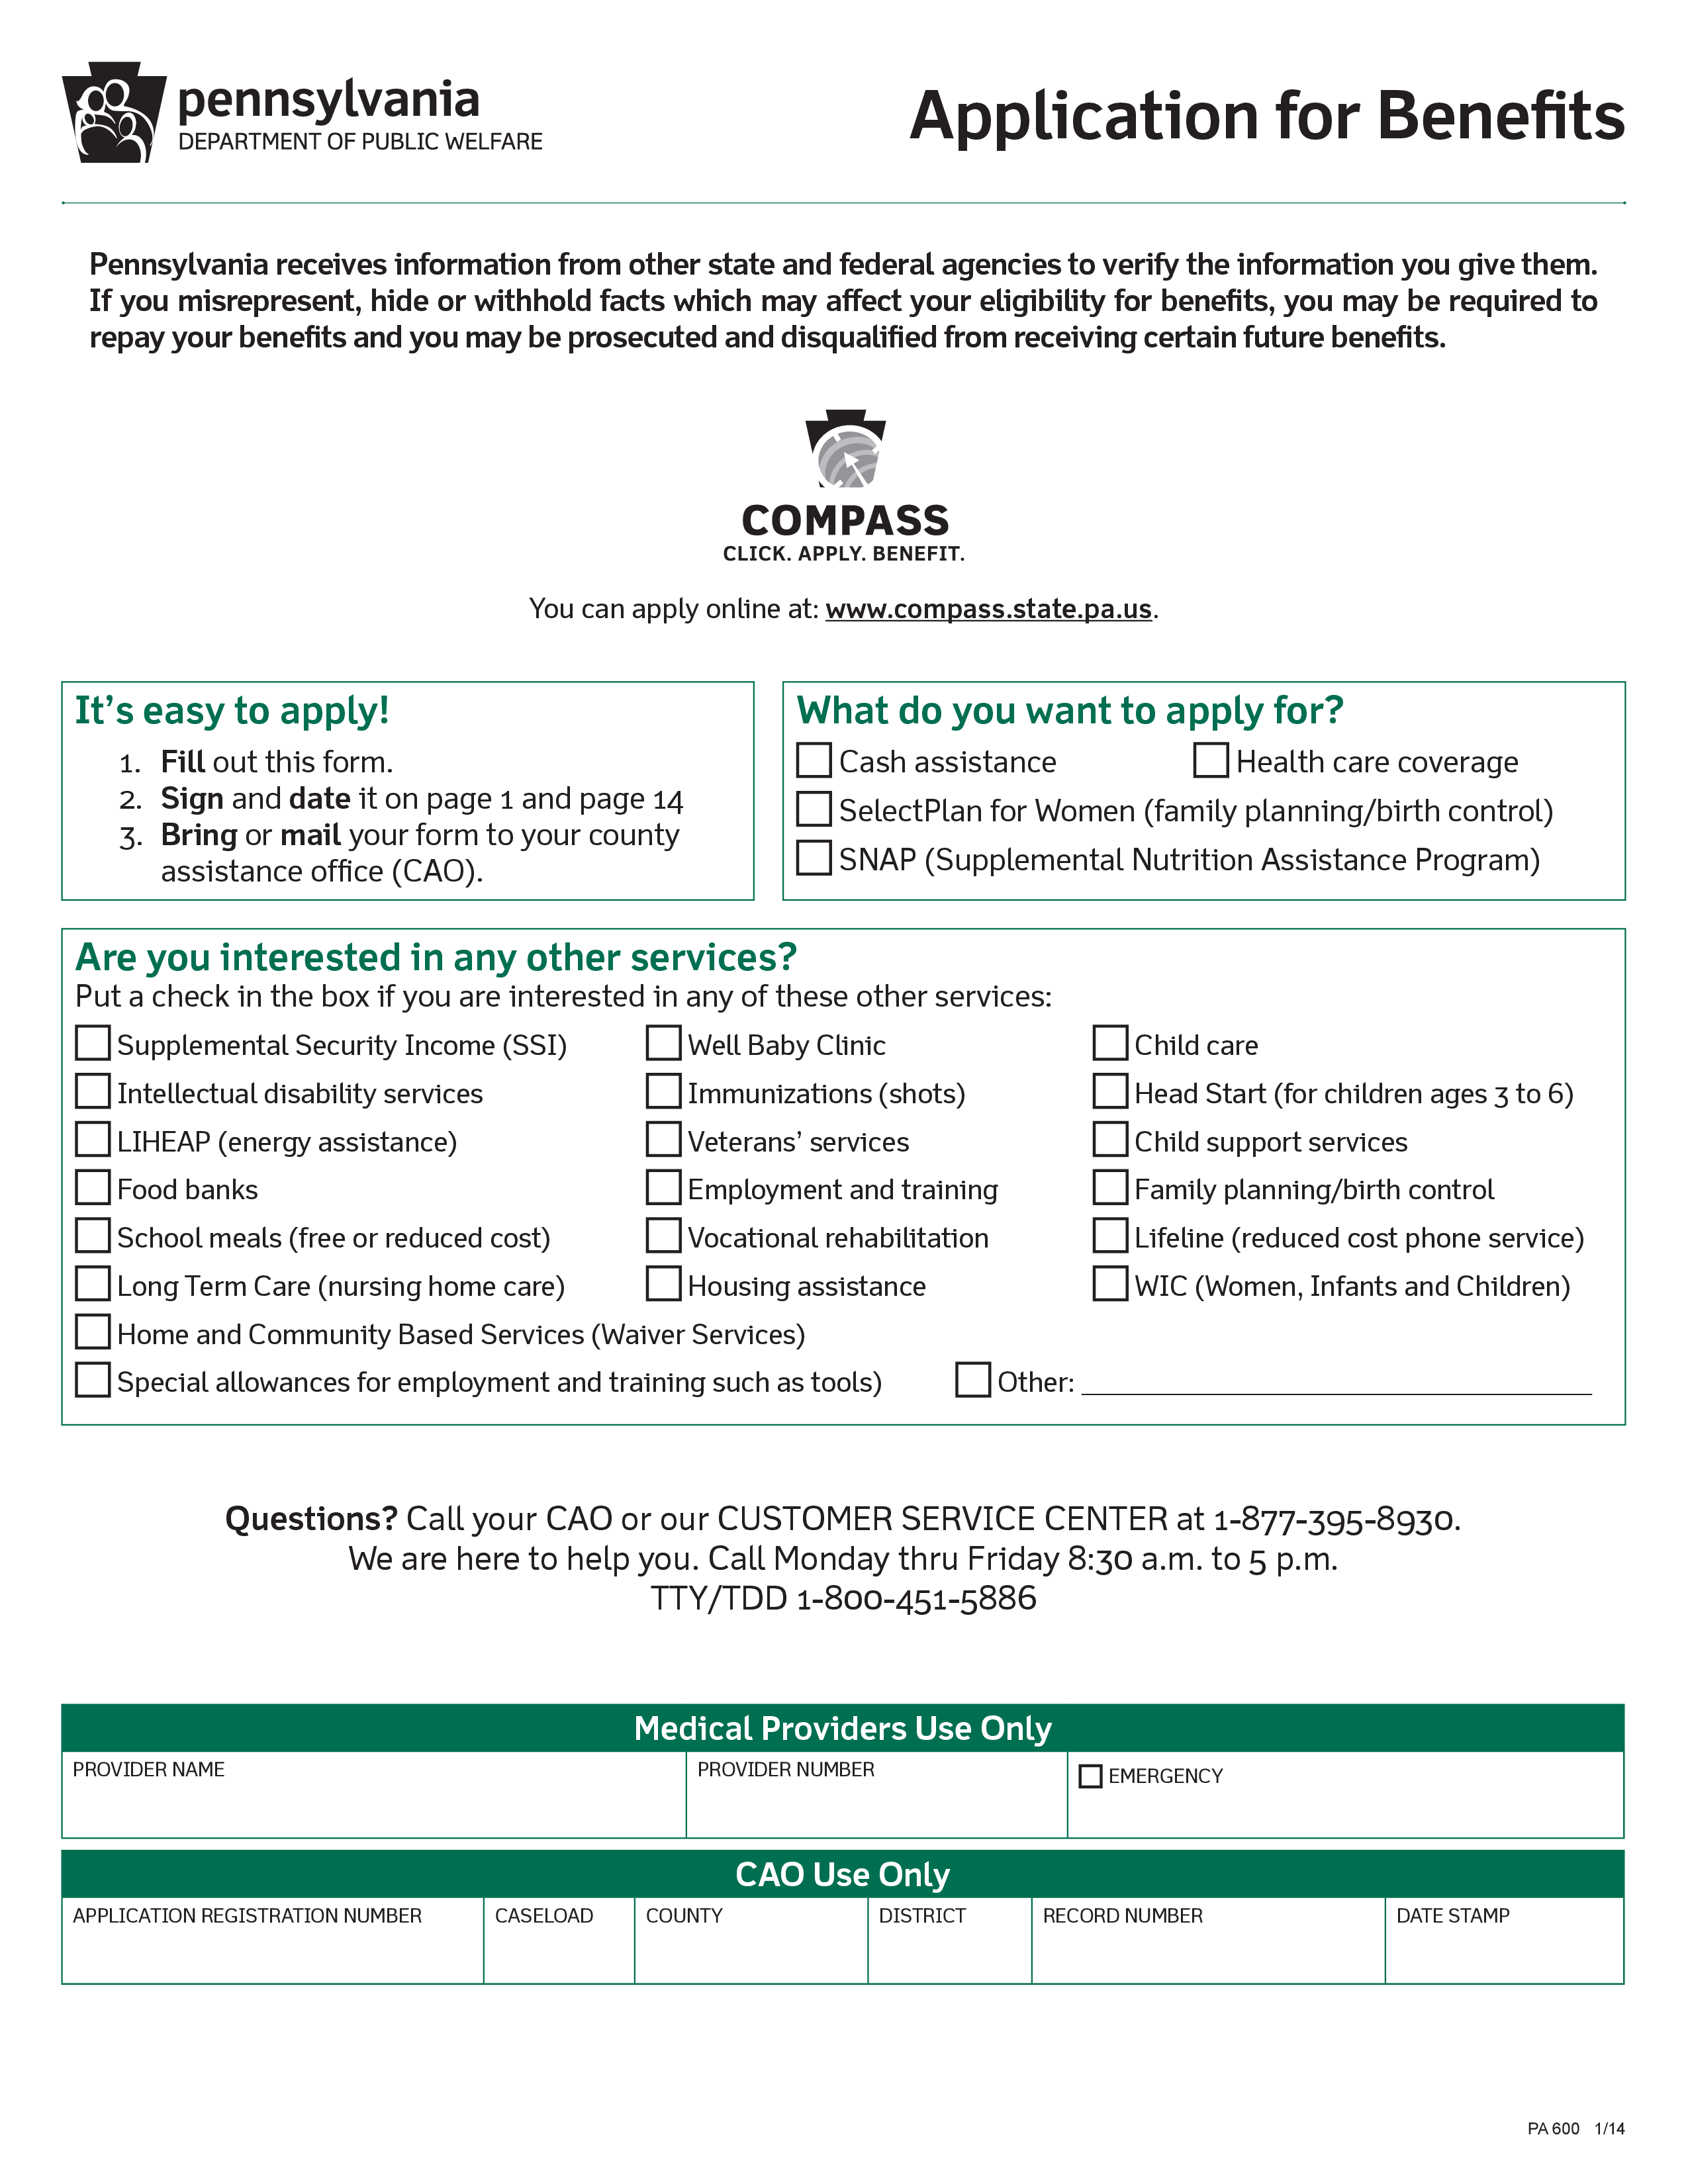 pennsylvania
DEPARTMENT OF PUBLIC WELFARE
Application for Benefits
Pennsylvania receives information from other state and federal agencies to verify the information you give them.
If you misrepresent, hide or withhold facts which may affect your eligibility for benefits, you may be required to
repay your benefits and you may be prosecuted and disqualified from receiving certain future benefits.
COMPASS
CLICK. APPLY. BENEFIT.
You can apply online at: www.compass.state.pa.us.
It's easy to apply!
1. Fill out this form.
2. Sign and date it on page 1 and page 14
3. Bring or mail your form to your county
assistance office (CAO).
What do you want to apply for?
Cash assistance Health care coverage
SelectPlan for Women (family planning/birth control)
SNAP (Supplemental Nutrition Assistance Program)
Are you interested in any other services?
Put a check in the box if you are interested in any of these other services:
Supplemental Security Income (SSI) Well Baby Clinic Child care
Intellectual disability services Immunizations (shots) Head Start (for children ages 3 to 6)
LIHEAP (energy assistance) Veterans' services Child support services
Food banks Employment and training Family planning/birth control
School meals (free or reduced cost) Vocational rehabilitation Lifeline (reduced cost phone service)
Long Term Care (nursing home care) Housing assistance WIC (Women, Infants and Children)
Home and Community Based Services (Waiver Services)
Special allowances for employment and training such as tools) Other:
Questions? Call your CAO or our CUSTOMER SERVICE CENTER at 1-877-395-8930.
We are here to help you. Call Monday thru Friday 8:30 a.m. to 5 p.m.
TTY/TDD 1-800-451-5886
Medical Providers Use Only
PROVIDER NAME PROVIDER NUMBER EMERGENCY
CAO Use Only
APPLICATION REGISTRATION NUMBER CASELOAD COUNTY DISTRICT RECORD NUMBER DATE STAMP
PA 600 1/14